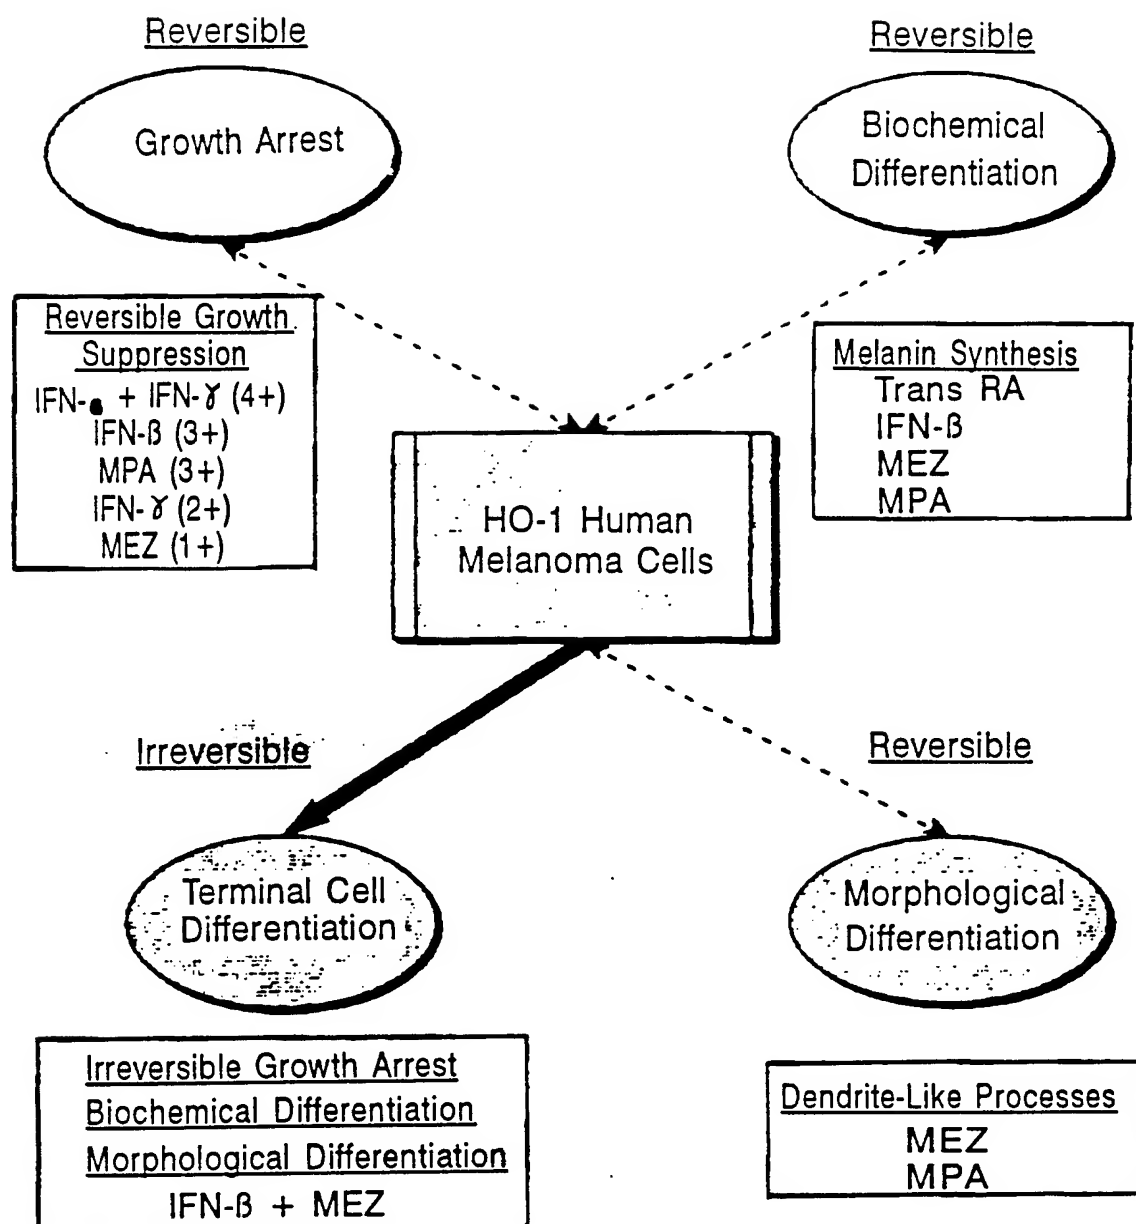 Reversible
Growth Arrest
Reversible
Biochemical
Differentiation
Reversible Growth
Suppression
IFN- + IFN-γ (4+)
IFN-β (3+)
MPA (3+)
IFN-γ (2+)
MEZ (1+)
Melanin Synthesis
Trans RA
IFN-β
MEZ
MPA
HO-1 Human
Melanoma Cells
Irreversible
Terminal Cell
Differentiation
Reversible
Morphological
Differentiation
Irreversible Growth Arrest
Biochemical Differentiation
Morphological Differentiation
IFN-β + MEZ
Dendrite-Like Processes
MEZ
MPA